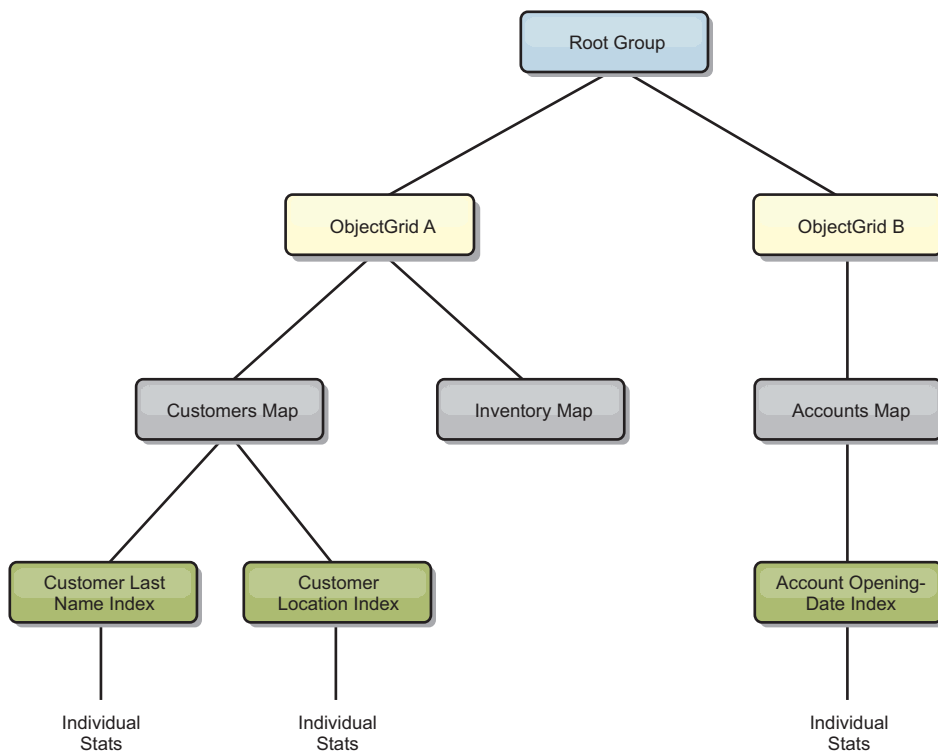 Root Group
ObjectGrid A
ObjectGrid B
Customers Map
Inventory Map
Accounts Map
Customer Last
Name Index
Customer
Location Index
Account Opening-
Date Index
Individual
Stats
Individual
Stats
Individual
Stats